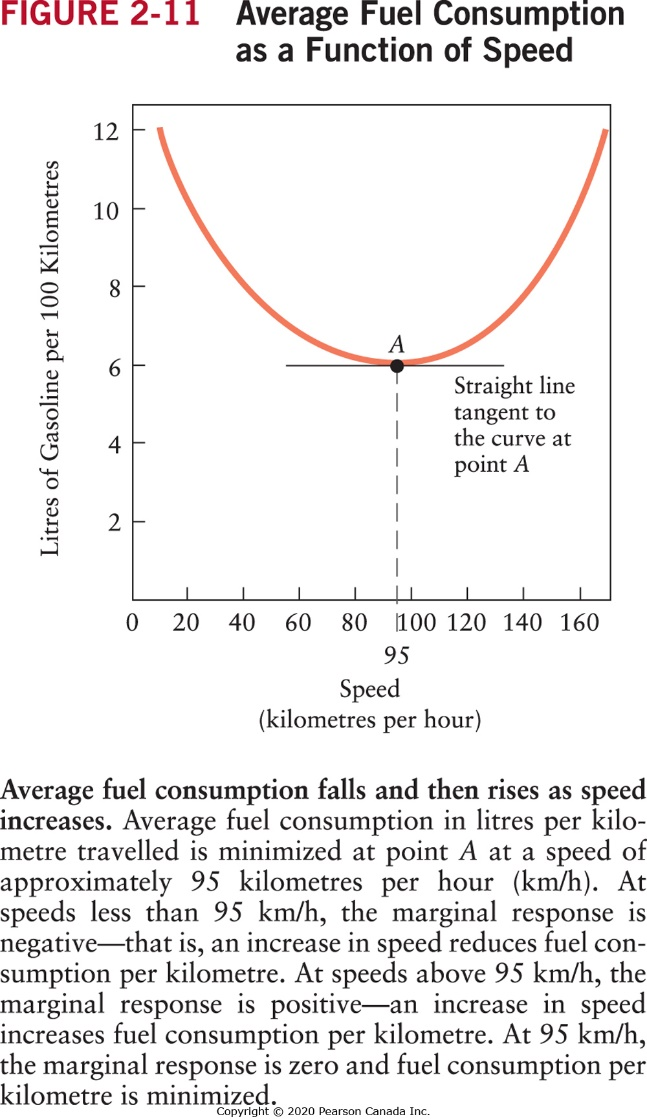 FIGURE 2-11 Average Fuel Consumption
as a Function of Speed
Litres of Gasoline per 100 Kilometres
12
10
8
6
4
2
A
Straight line
tangent to
the curve at
point A
0 20 40 60 80 100 120 140 160
95
Speed
(kilometres per hour)
Average fuel consumption falls and then rises as speed
increases. Average fuel consumption in litres per kilo-
metre travelled is minimized at point A at a speed of
approximately 95 kilometres per hour (km/h). At
speeds less than 95 km/h, the marginal response is
negative—that is, an increase in speed reduces fuel con-
sumption per kilometre. At speeds above 95 km/h, the
marginal response is positive—an increase in speed
increases fuel consumption per kilometre. At 95 km/h,
the marginal response is zero and fuel consumption per
kilometre is minimized.
Copyright © 2020 Pearson Canada Inc.